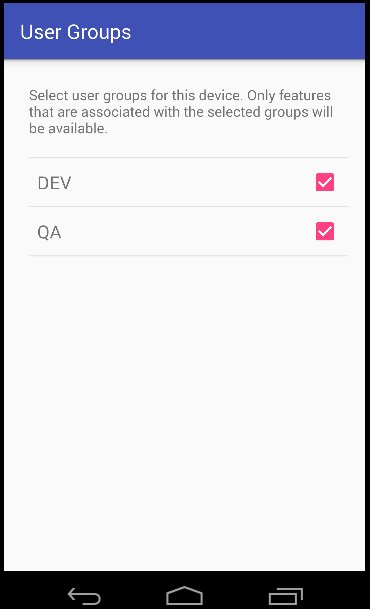 User Groups
Select user groups for this device. Only features
that are associated with the selected groups will
be available.
DEV
QA